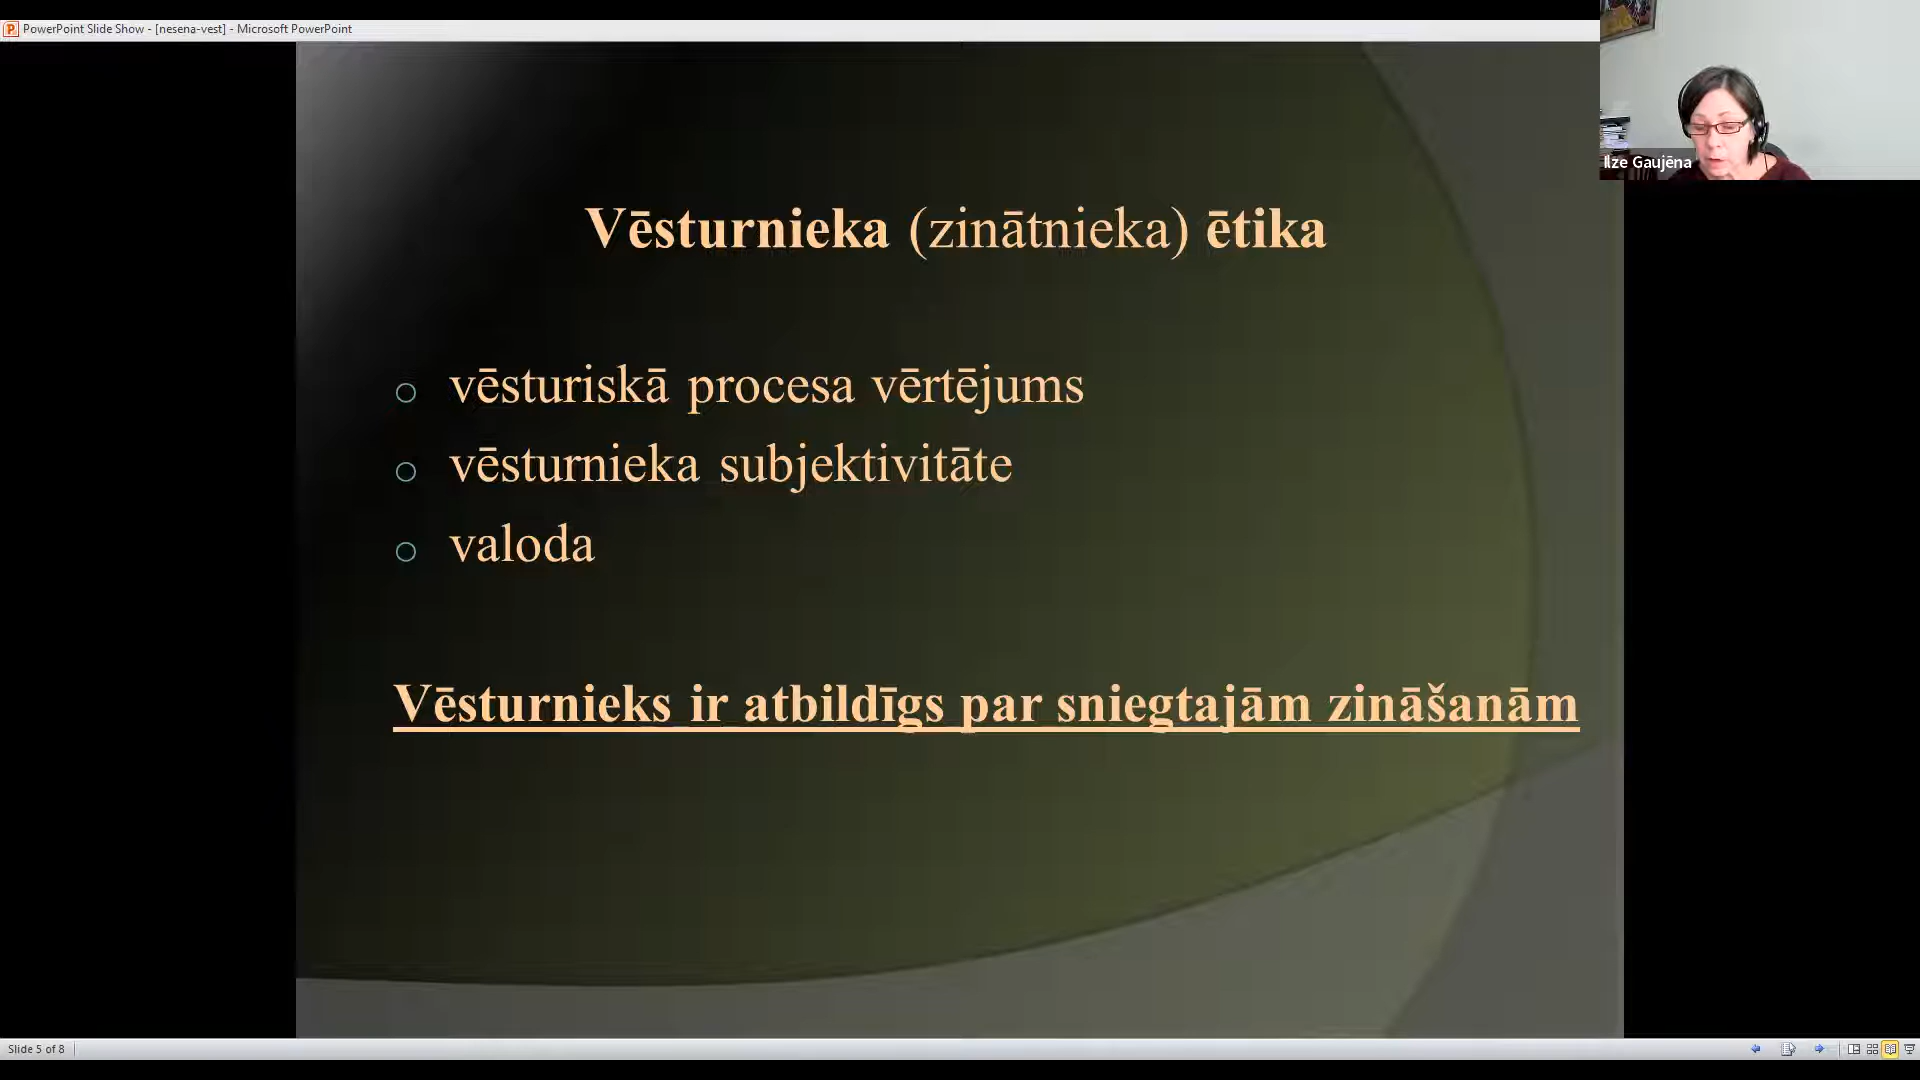 PowerPoint Slide Show - [nesena-vest] - Microsoft PowerPoint
Ilze Gaujēna
Vēsturnieka (zinātnieka) ētika
vēsturiskā procesa vērtējums
vēsturnieka subjektivitāte
valoda
Vēsturnieks ir atbildīgs par sniegtajām zināšanām
Slide 5 of 8